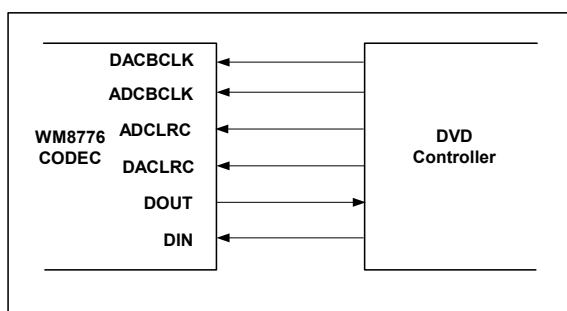 DACBCLK
ADCBCLK
ADCLRC
WM8776
CODEC
DACLRC
DOUT
DIN
DVD
Controller